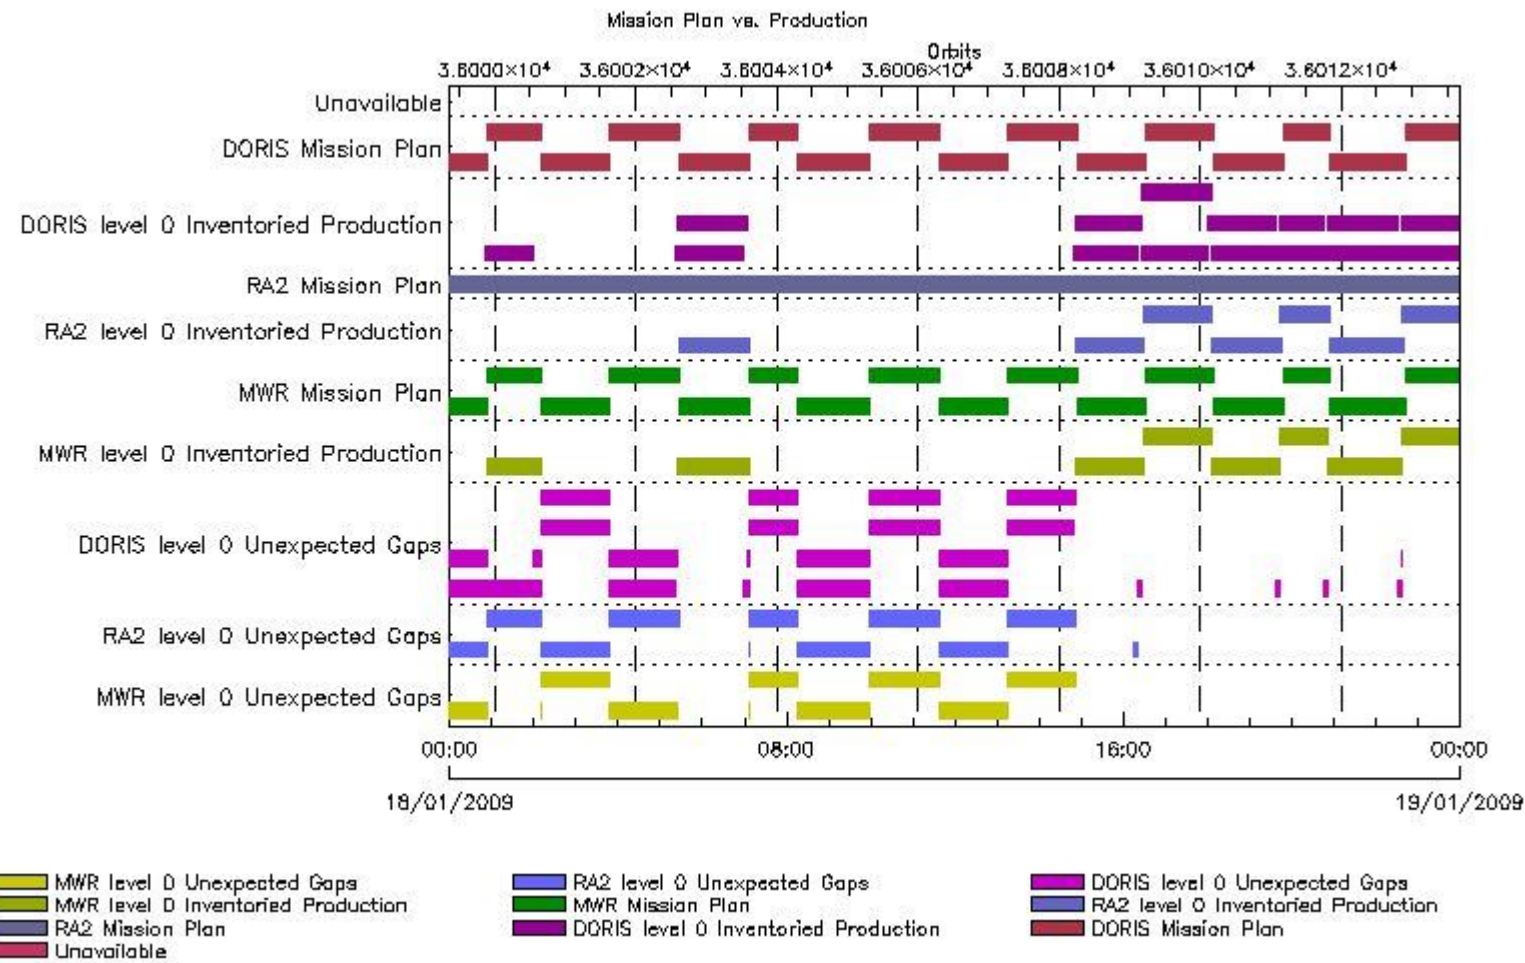 Mission Plan vs. Production
Orbits
3.6000×10⁴ 3.6002×10⁴ 3.6004×10⁴ 3.6006×10⁴ 3.6008×10⁴ 3.6010×10⁴ 3.6012×10⁴
Unavailable
DORIS Mission Plan
DORIS level 0 Inventoried Production
RA2 Mission Plan
RA2 level 0 Inventoried Production
MWR Mission Plan
MWR level 0 Inventoried Production
DORIS level 0 Unexpected Gaps
RA2 level 0 Unexpected Gaps
MWR level 0 Unexpected Gaps
00:00 08:00 16:00 00:00
18/01/2009 19/01/2009
MWR level 0 Unexpected Gaps RA2 level 0 Unexpected Gaps DORIS level 0 Unexpected Gaps
MWR level 0 Inventoried Production MWR Mission Plan RA2 level 0 Inventoried Production
RA2 Mission Plan DORIS level 0 Inventoried Production DORIS Mission Plan
Unavailable